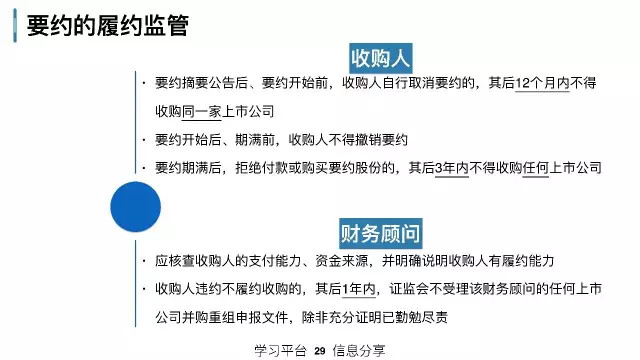 要约的履约监管
收购人
• 要约摘要公告后、要约开始前，收购人自行取消要约的，其后12个月内不得
收购同一家上市公司
• 要约开始后、期满前，收购人不得撤销要约
• 要约期满后，拒绝付款或购买要约股份的，其后3年内不得收购任何上市公司
财务顾问
• 应核查收购人的支付能力、资金来源，并明确说明收购人有履约能力
• 收购人违约不履约收购的，其后1年内，证监会不受理该财务顾问的任何上市
公司并购重组申报文件，除非充分证明已勤勉尽责
学习平台 29 信息分享